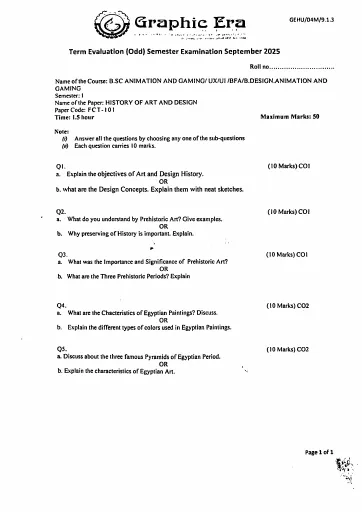 Graphic Era
GEHU/04M/9.1.3
Term Evaluation (Odd) Semester Examination September 2025
Roll no..............................
Name of the Course: B.SC ANIMATION AND GAMING/ UX/UI /BFA/B.DESIGN.ANIMATION AND
GAMING
Semester: I
Name of the Paper: HISTORY OF ART AND DESIGN
Paper Code: FCT-101
Time: 1.5 hour Maximum Marks: 50
Note:
(i) Answer all the questions by choosing any one of the sub-questions
(ii) Each question carries 10 marks.
Q1. (10 Marks) CO1
a. Explain the objectives of Art and Design History.
OR
b. what are the Design Concepts. Explain them with neat sketches.
Q2. (10 Marks) CO1
a. What do you understand by Prehistoric Art? Give examples.
OR
b. Why preserving of History is important. Explain.
Q3. (10 Marks) CO1
a. What was the Importance and Significance of Prehistoric Art?
OR
b. What are the Three Prehistoric Periods? Explain
Q4. (10 Marks) CO2
a. What are the Chacteristics of Egyptian Paintings? Discuss.
OR
b. Explain the different types of colors used in Egyptian Paintings.
Q5. (10 Marks) CO2
a. Discuss about the three famous Pyramids of Egyptian Period.
OR
b. Explain the characteristics of Egyptian Art.
Page 1 of 1